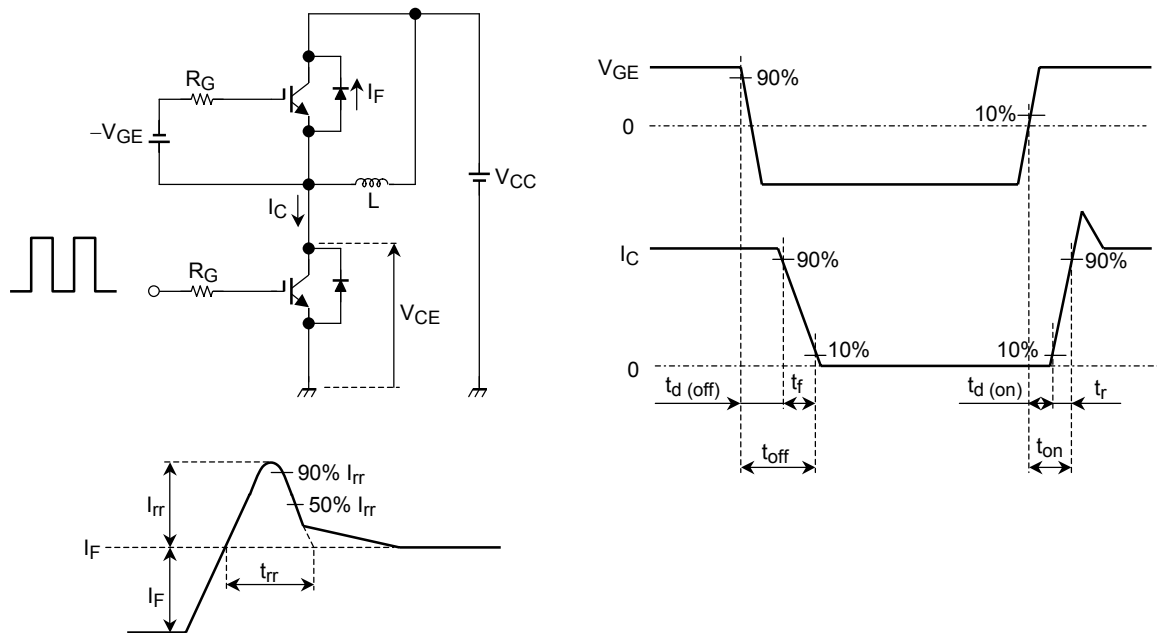 R_G
I_F
−V_GE
V_CC
I_C
L
R_G
V_CE
V_GE
90%
10%
0
I_C
90%
90%
10%
10%
0
t_d (off)
t_f
t_d (on)
t_r
t_off
t_on
90% I_rr
I_rr
50% I_rr
I_F
t_rr
I_F